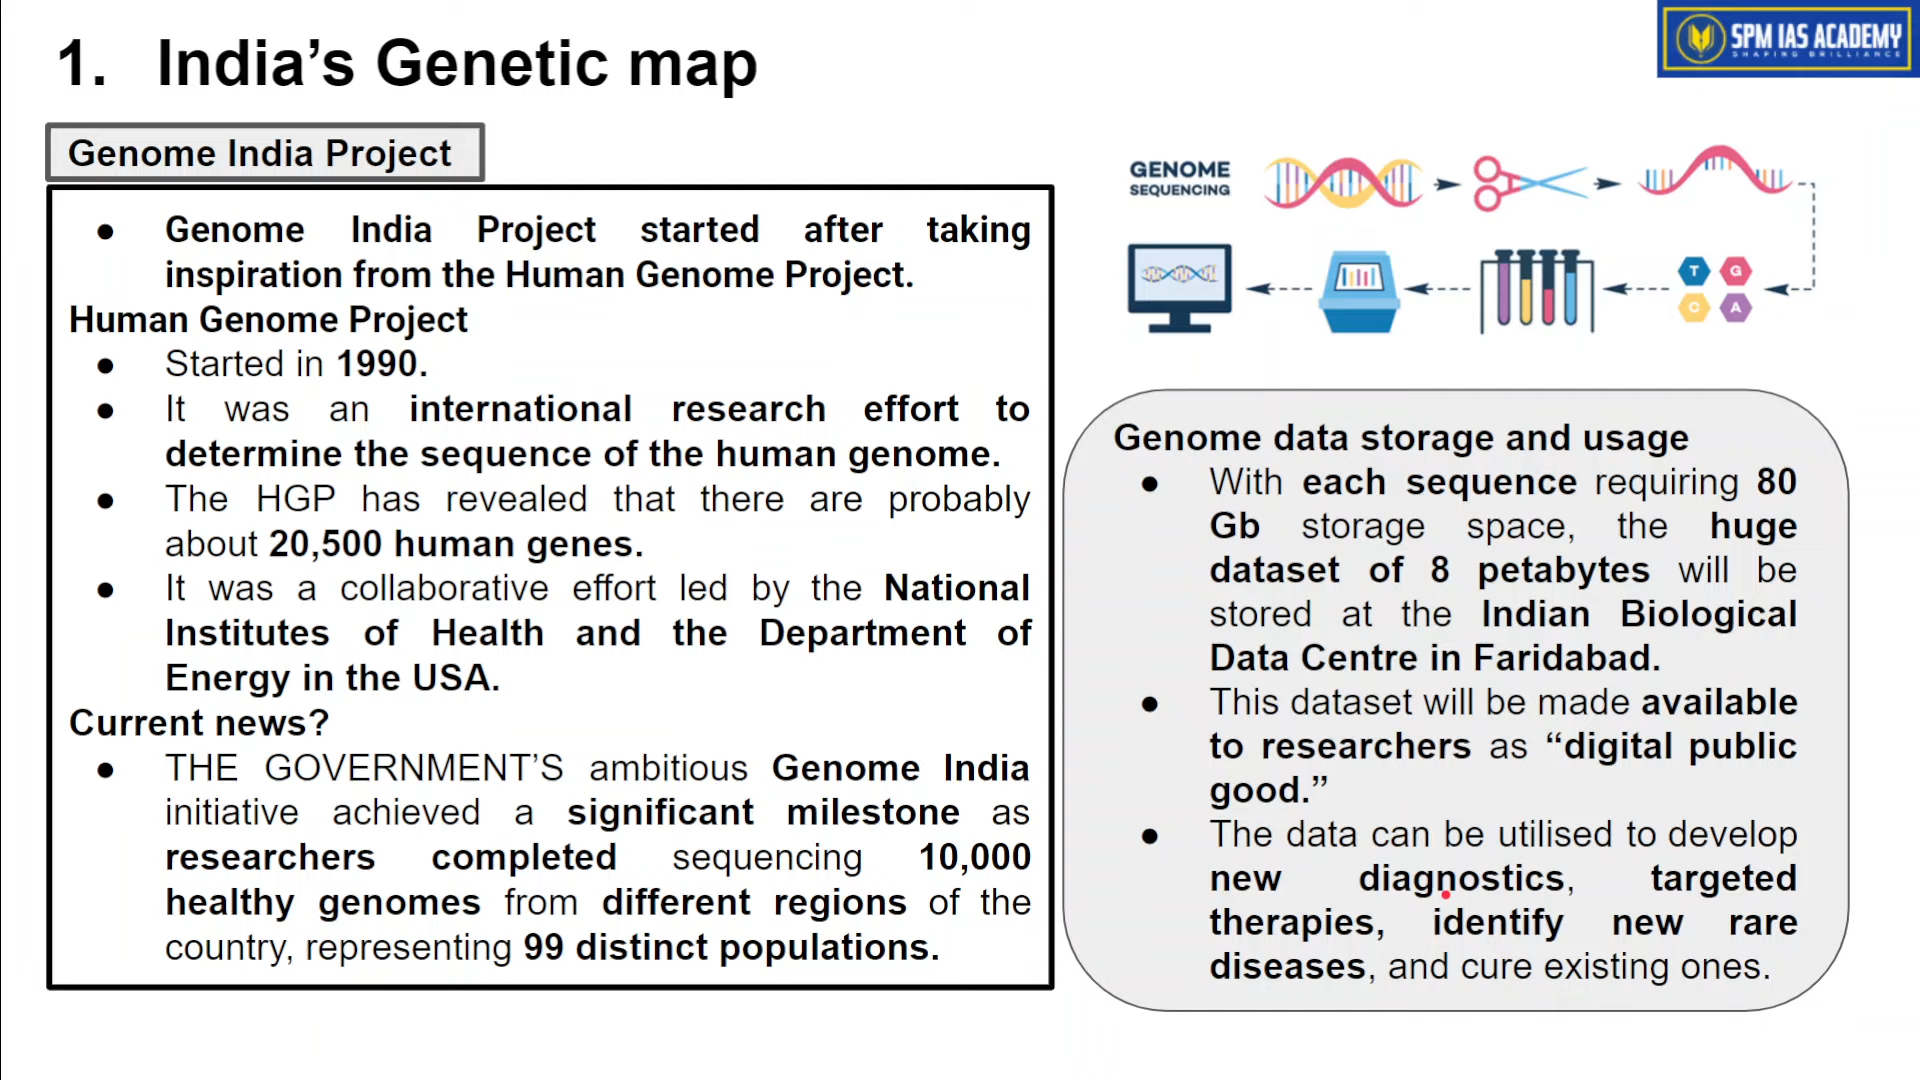 1. India’s Genetic map
SPM IAS ACADEMY
SHAPING BRILLIANCE
Genome India Project
● Genome India Project started after taking
inspiration from the Human Genome Project.
Human Genome Project
● Started in 1990.
● It was an international research effort to
determine the sequence of the human genome.
● The HGP has revealed that there are probably
about 20,500 human genes.
● It was a collaborative effort led by the National
Institutes of Health and the Department of
Energy in the USA.
Current news?
● THE GOVERNMENT’S ambitious Genome India
initiative achieved a significant milestone as
researchers completed sequencing 10,000
healthy genomes from different regions of the
country, representing 99 distinct populations.
GENOME
SEQUENCING
T G
C A
Genome data storage and usage
● With each sequence requiring 80
Gb storage space, the huge
dataset of 8 petabytes will be
stored at the Indian Biological
Data Centre in Faridabad.
● This dataset will be made available
to researchers as “digital public
good.”
● The data can be utilised to develop
new diagnostics, targeted
therapies, identify new rare
diseases, and cure existing ones.